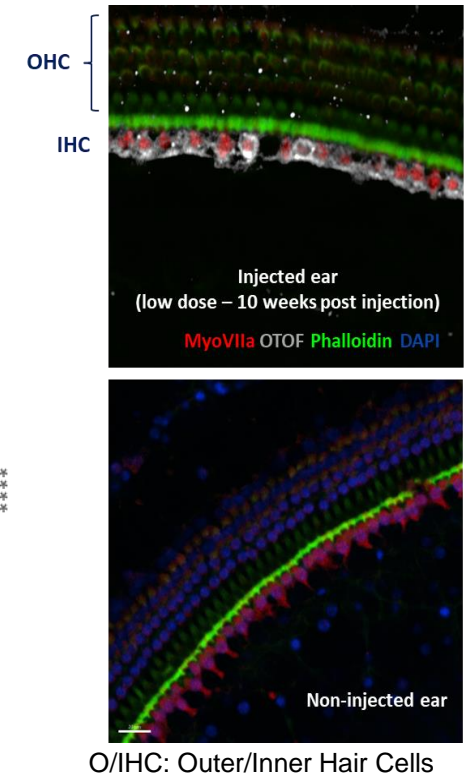 OHC
IHC
Injected ear
(low dose – 10 weeks post injection)
MyoVIIa OTOF Phalloidin DAPI
****
Non-injected ear
O/IHC: Outer/Inner Hair Cells